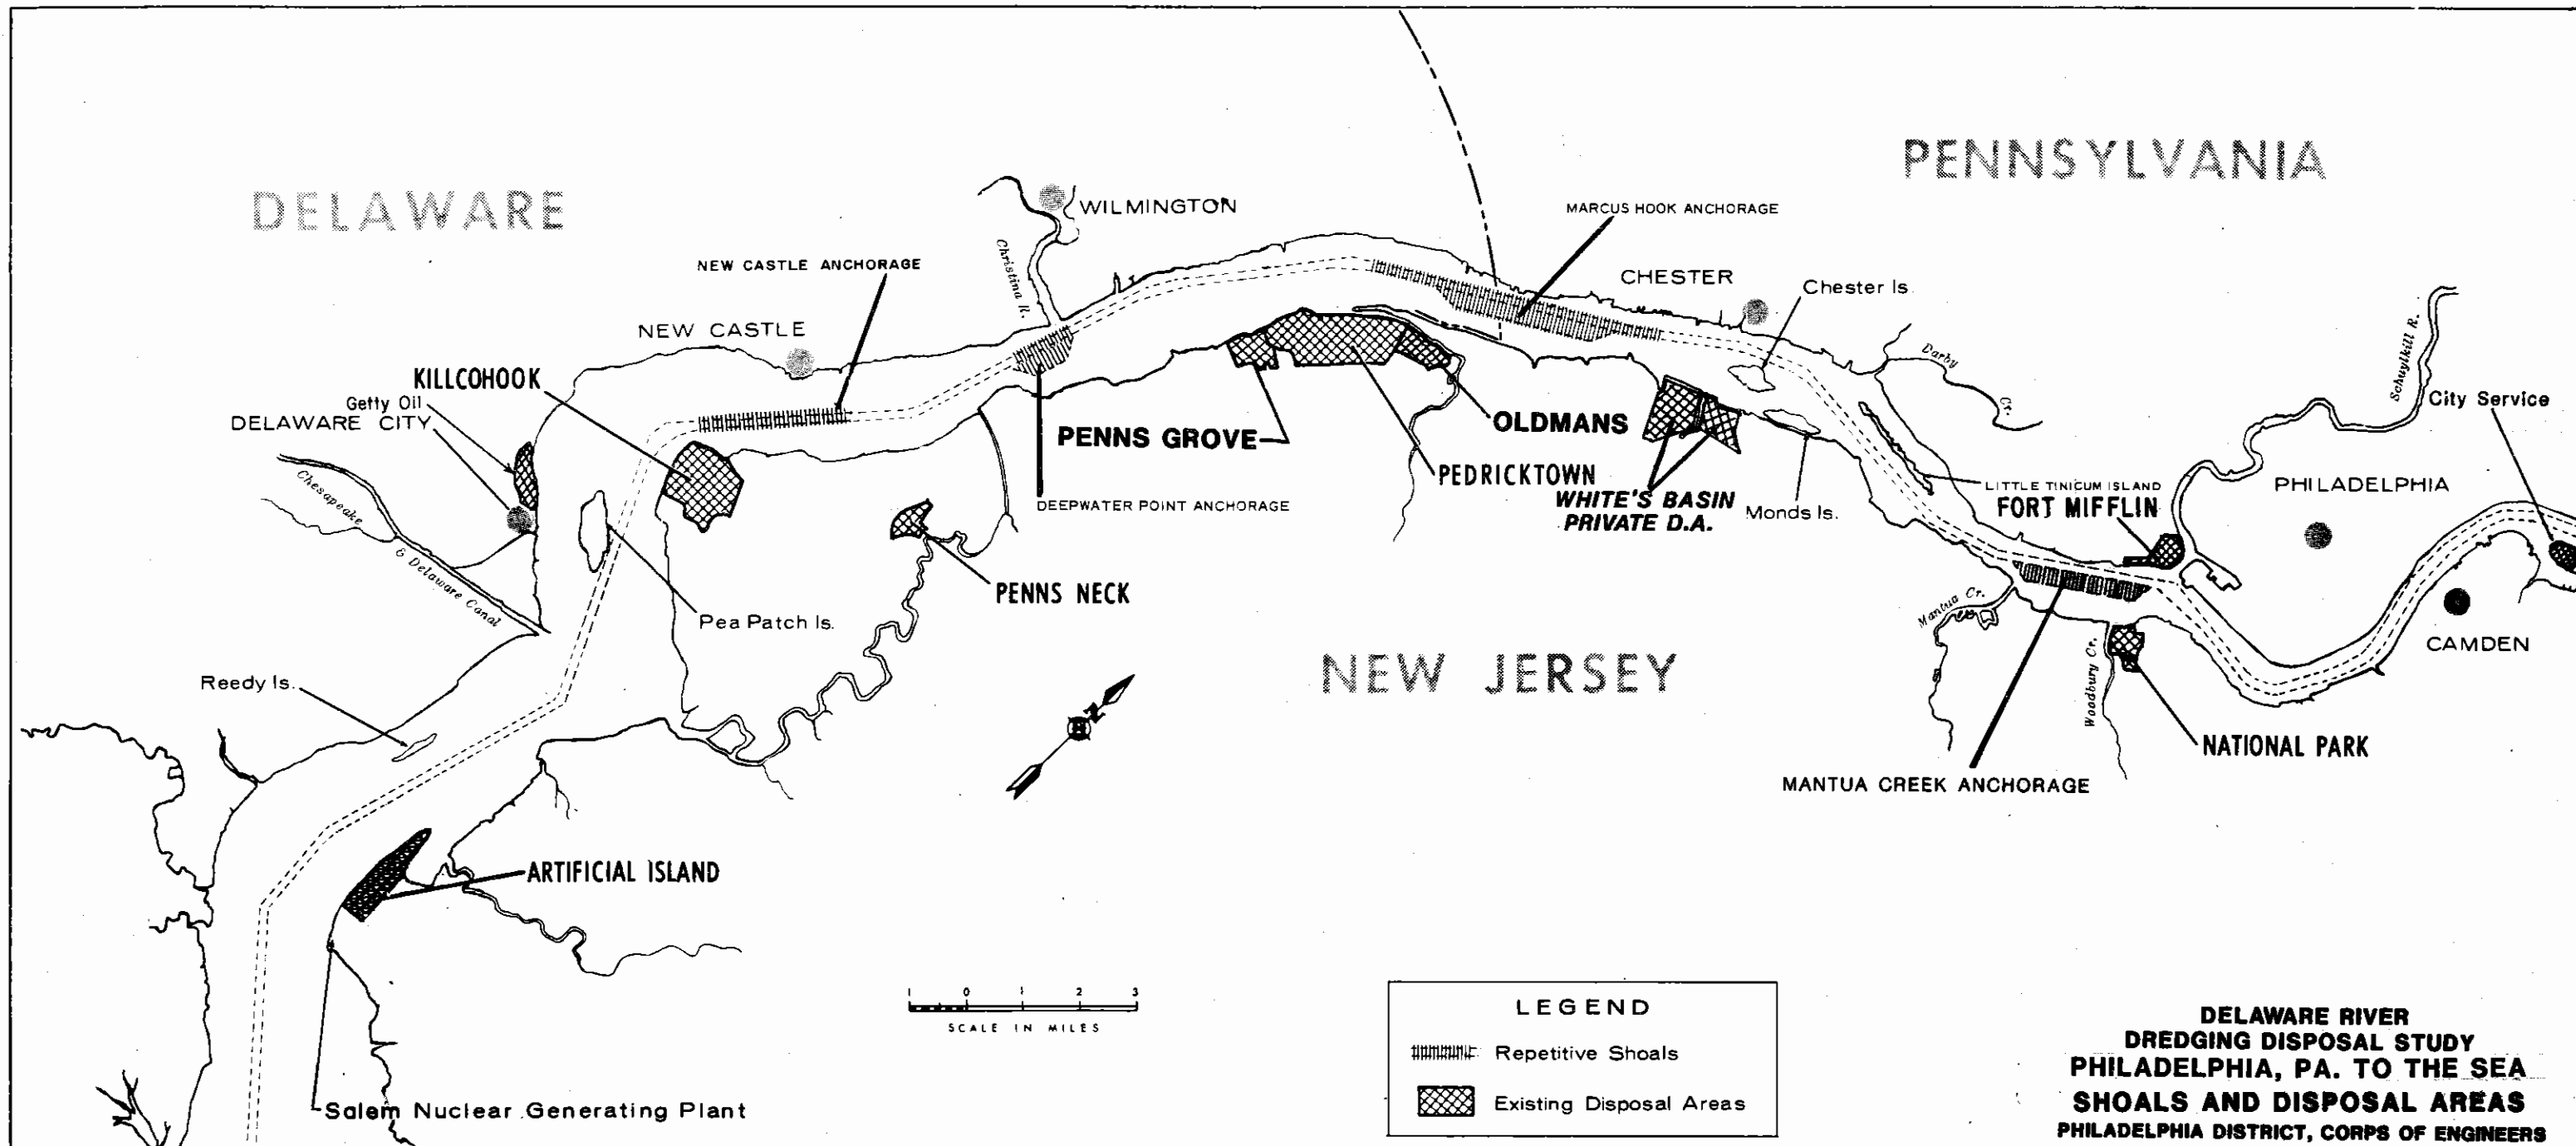 DELAWARE
PENNSYLVANIA
WILMINGTON
MARCUS HOOK ANCHORAGE
Christina R.
NEW CASTLE ANCHORAGE
CHESTER
Chester Is.
NEW CASTLE
Darby
Cr.
Schuylkill R.
KILLCOHOOK
Getty Oil
DELAWARE CITY
City Service
PENNS GROVE
OLDMANS
PEDRICKTOWN
WHITE'S BASIN
PRIVATE D.A.
Monds Is.
LITTLE TINICUM ISLAND
FORT MIFFLIN
PHILADELPHIA
DEEPWATER POINT ANCHORAGE
Chesapeake
& Delaware Canal
PENNS NECK
Pea Patch Is.
Mantua Cr.
Woodbury Cr.
CAMDEN
NEW JERSEY
Reedy Is.
N
NATIONAL PARK
MANTUA CREEK ANCHORAGE
ARTIFICIAL ISLAND
1 0 1 2 3
SCALE IN MILES
LEGEND
Repetitive Shoals
Existing Disposal Areas
Salem Nuclear Generating Plant
DELAWARE RIVER
DREDGING DISPOSAL STUDY
PHILADELPHIA, PA. TO THE SEA
SHOALS AND DISPOSAL AREAS
PHILADELPHIA DISTRICT, CORPS OF ENGINEERS